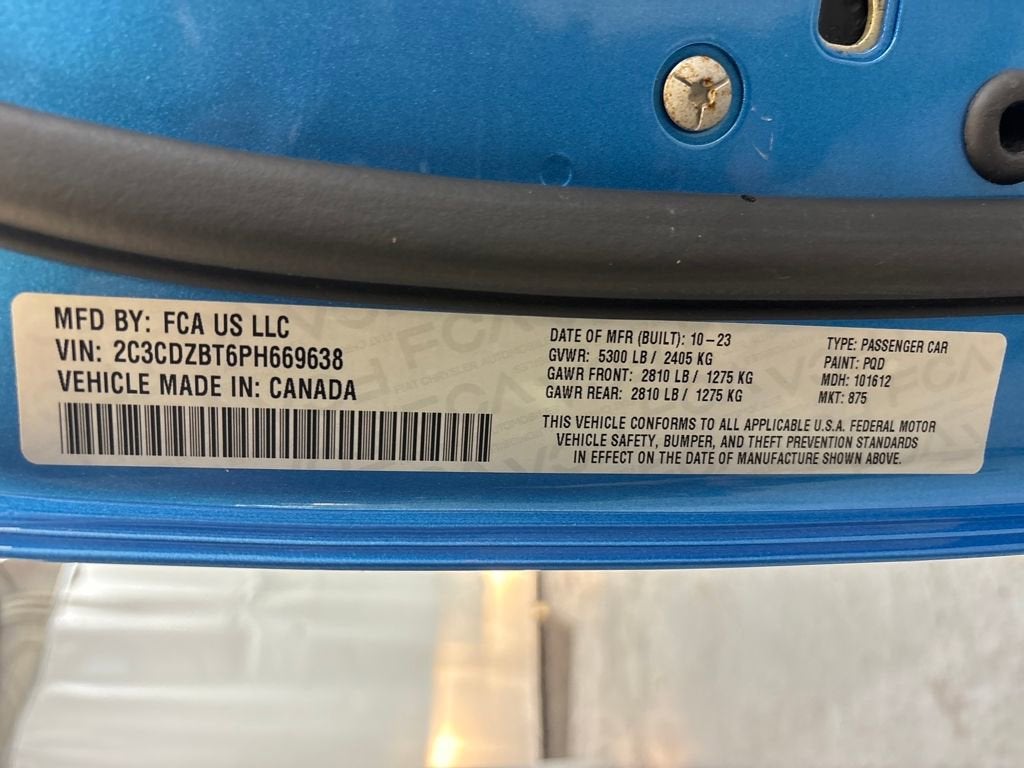 MFD BY: FCA US LLC
VIN: 2C3CDZBT6PH669638
VEHICLE MADE IN: CANADA
DATE OF MFR (BUILT): 10-23
GVWR: 5300 LB / 2405 KG
GAWR FRONT: 2810 LB / 1275 KG
GAWR REAR: 2810 LB / 1275 KG
TYPE: PASSENGER CAR
PAINT: PQD
MDH: 101612
MKT: 875
THIS VEHICLE CONFORMS TO ALL APPLICABLE U.S.A. FEDERAL MOTOR
VEHICLE SAFETY, BUMPER, AND THEFT PREVENTION STANDARDS
IN EFFECT ON THE DATE OF MANUFACTURE SHOWN ABOVE.